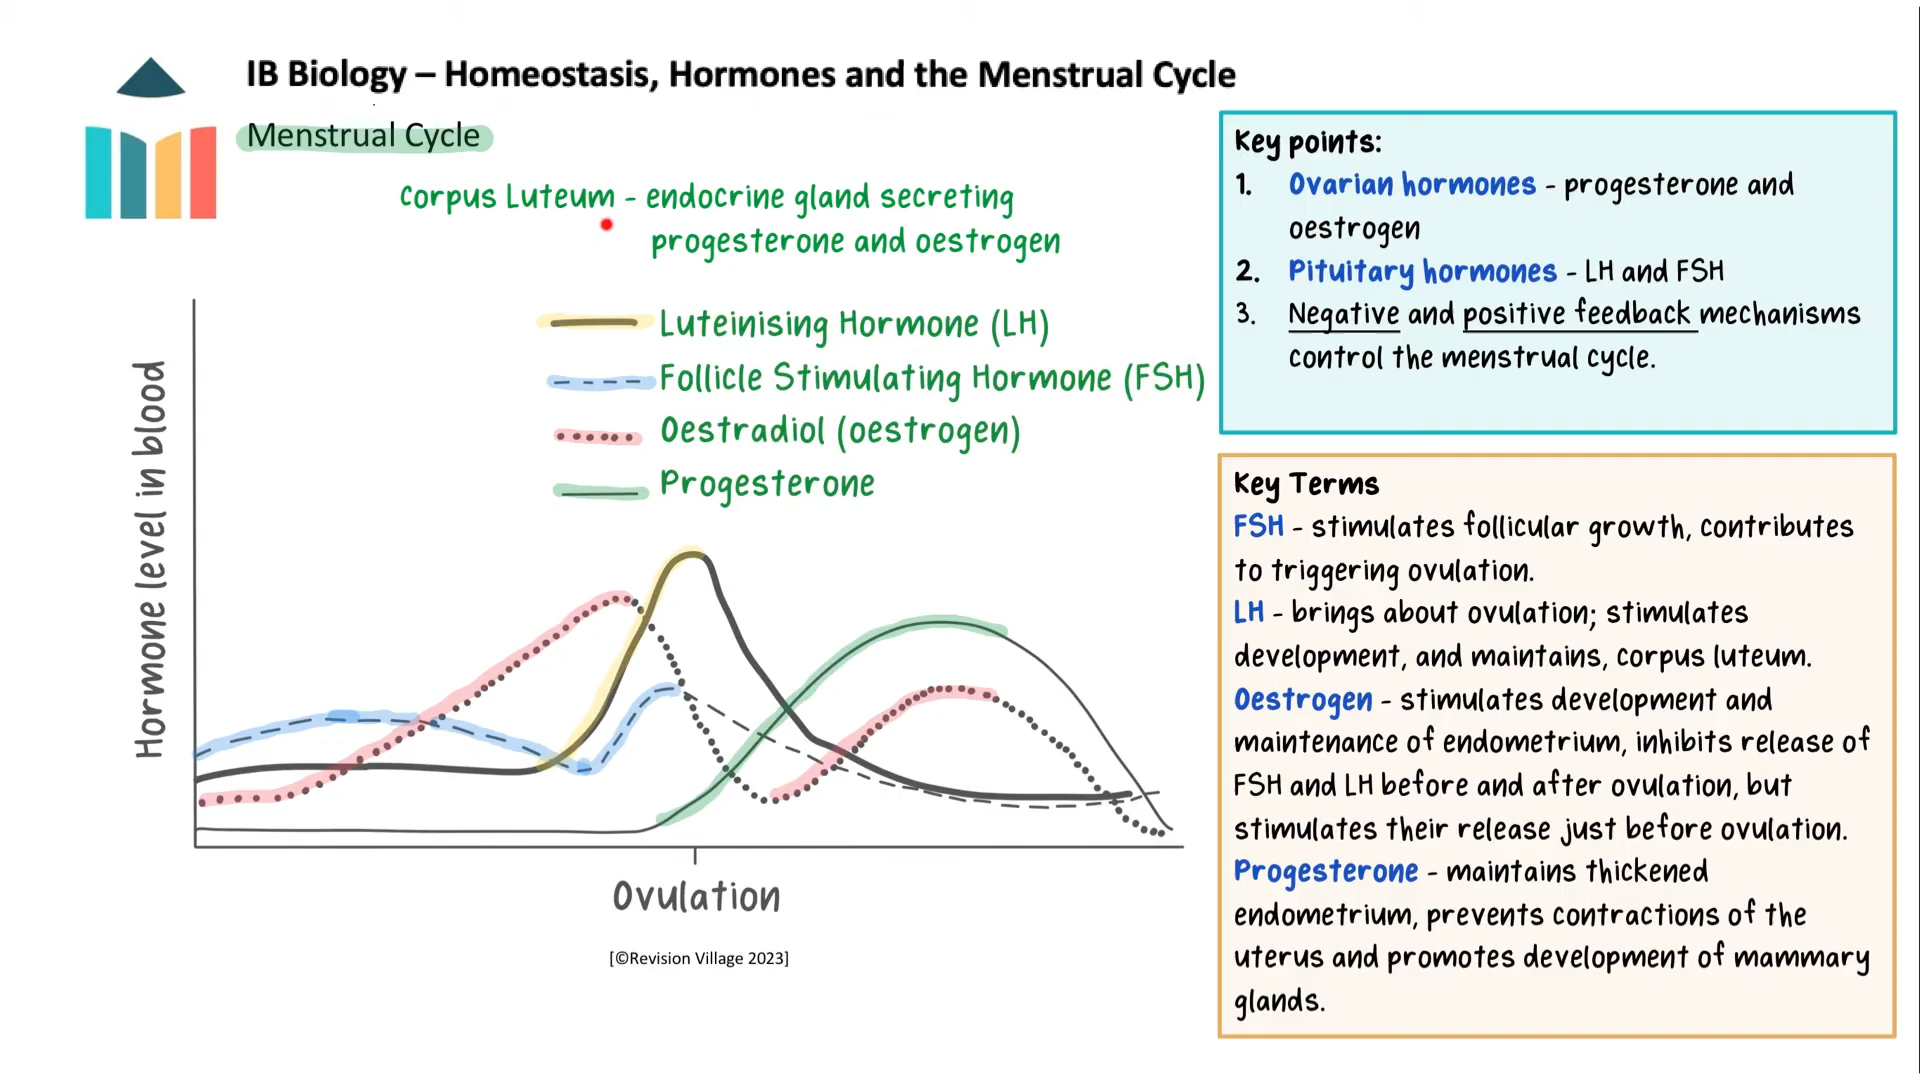 IB Biology – Homeostasis, Hormones and the Menstrual Cycle
Menstrual Cycle
Corpus Luteum - endocrine gland secreting
progesterone and oestrogen
Luteinising Hormone (LH)
Follicle Stimulating Hormone (FSH)
Oestradiol (oestrogen)
Progesterone
Hormone level in blood
Ovulation
[©Revision Village 2023]
Key points:
1. Ovarian hormones - progesterone and
oestrogen
2. Pituitary hormones - LH and FSH
3. Negative and positive feedback mechanisms
control the menstrual cycle.
Key Terms
FSH - stimulates follicular growth, contributes
to triggering ovulation.
LH - brings about ovulation; stimulates
development, and maintains, corpus luteum.
Oestrogen - stimulates development and
maintenance of endometrium, inhibits release of
FSH and LH before and after ovulation, but
stimulates their release just before ovulation.
Progesterone - maintains thickened
endometrium, prevents contractions of the
uterus and promotes development of mammary
glands.